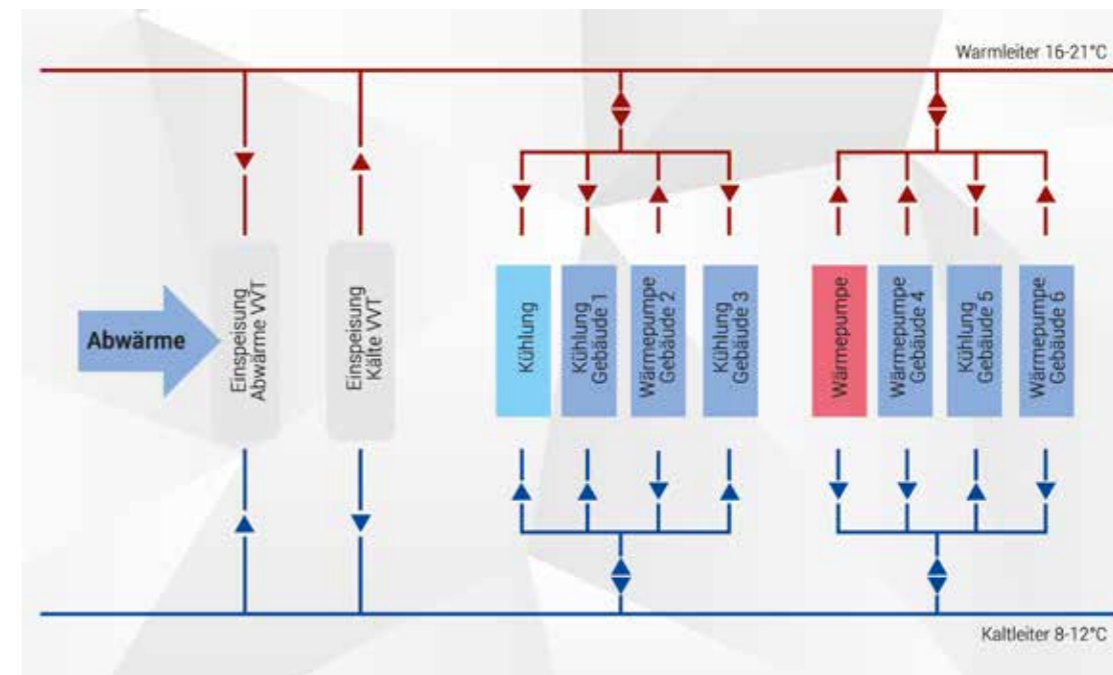 Warmleiter 16-21°C
Abwärme
Einspeisung
Abwärme VVT
Einspeisung
Kälte VVT
Kühlung
Kühlung
Gebäude 1
Wärmepumpe
Gebäude 2
Kühlung
Gebäude 3
Wärmepumpe
Wärmepumpe
Gebäude 4
Kühlung
Gebäude 5
Wärmepumpe
Gebäude 6
Kaltleiter 8-12°C